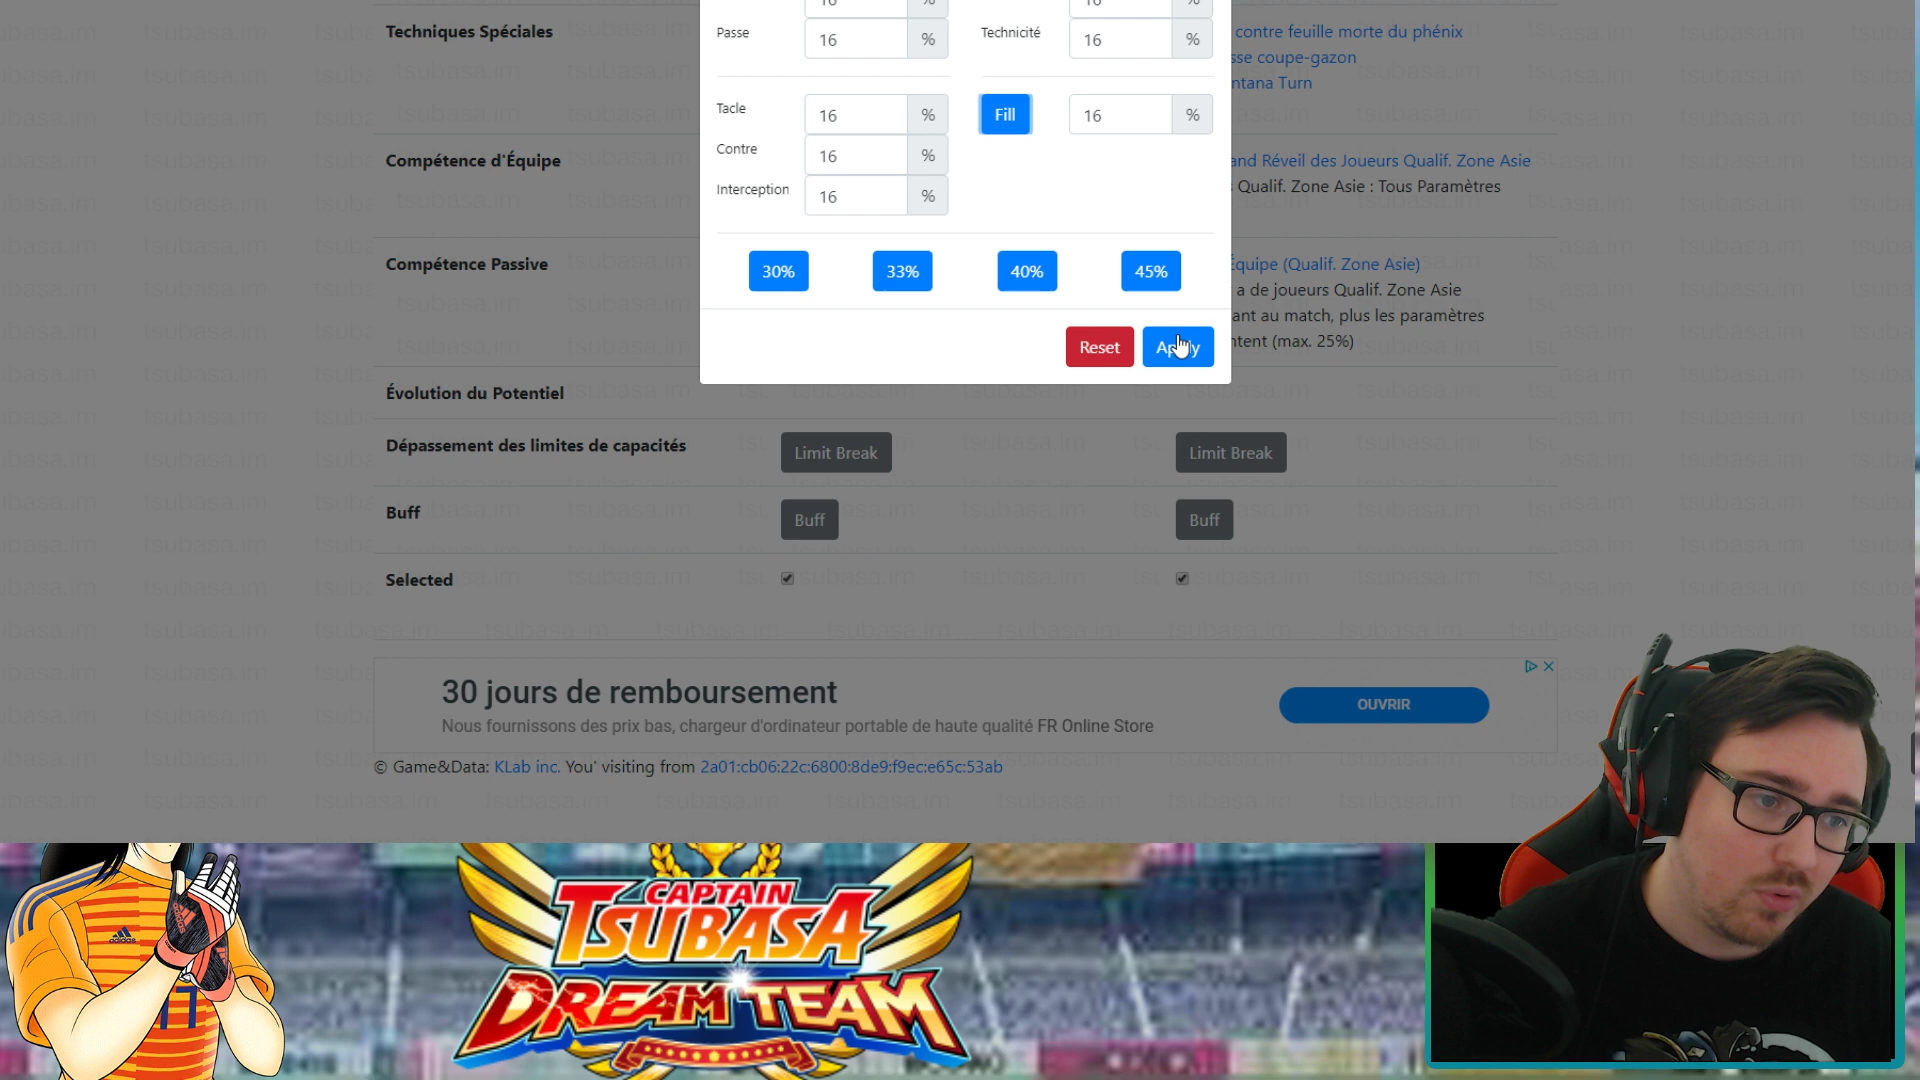 Techniques Spéciales
contre feuille morte du phénix
sse coupe-gazon
ntana Turn
Passe 16 % Technicité 16 %
Tacle 16 % Fill 16 %
Contre 16 %
Interception 16 %
30% 33% 40% 45%
Reset Apply
Compétence d'Équipe
and Réveil des Joueurs Qualif. Zone Asie
Qualif. Zone Asie : Tous Paramètres
Compétence Passive
Équipe (Qualif. Zone Asie)
a de joueurs Qualif. Zone Asie
ant au match, plus les paramètres
ntent (max. 25%)
Évolution du Potentiel
Dépassement des limites de capacités Limit Break Limit Break
Buff Buff Buff
Selected
30 jours de remboursement
Nous fournissons des prix bas, chargeur d'ordinateur portable de haute qualité FR Online Store
OUVRIR
© Game&Data: KLab inc. You' visiting from 2a01:cb06:22c:6800:8de9:f9ec:e65c:53ab
tsubasa.im
adidas
CAPTAIN
TSUBASA
DREAM TEAM